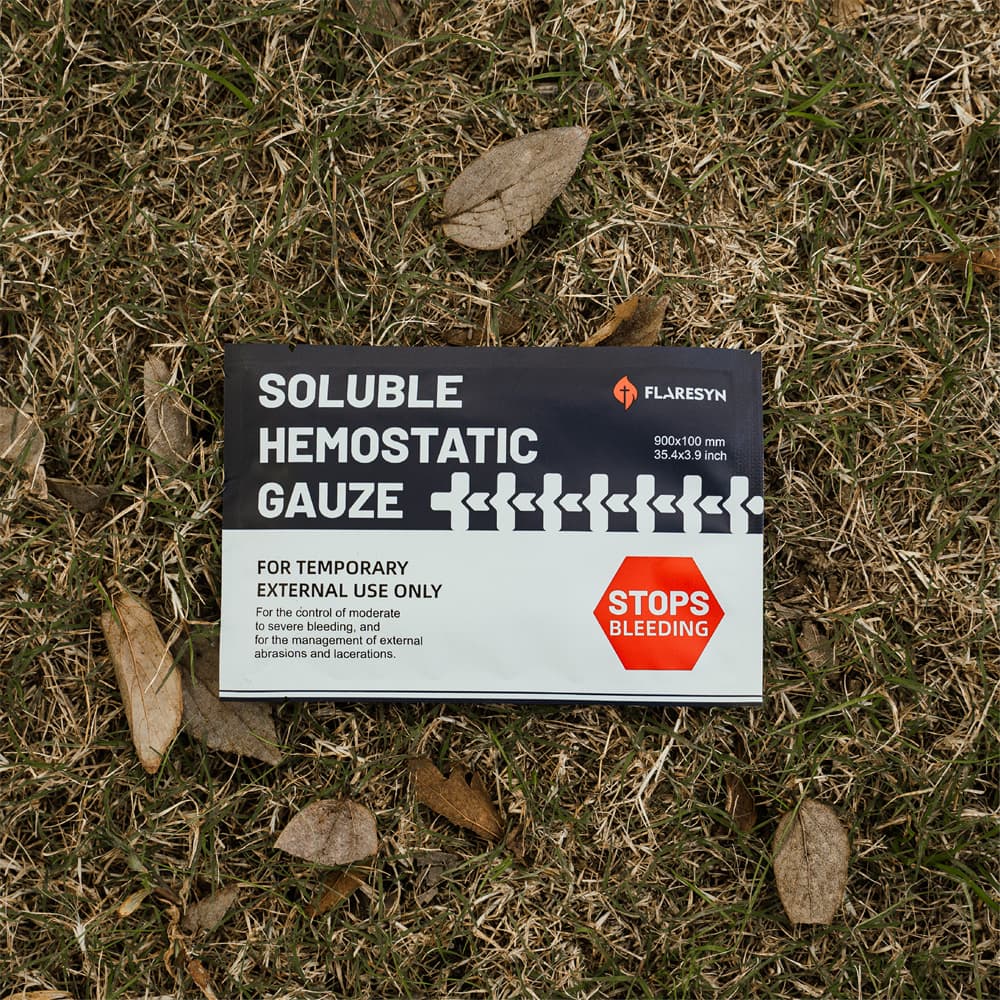 SOLUBLE
HEMOSTATIC
GAUZE
FLARESYN
900x100 mm
35.4x3.9 inch
FOR TEMPORARY
EXTERNAL USE ONLY
For the control of moderate
to severe bleeding, and
for the management of external
abrasions and lacerations.
STOPS
BLEEDING